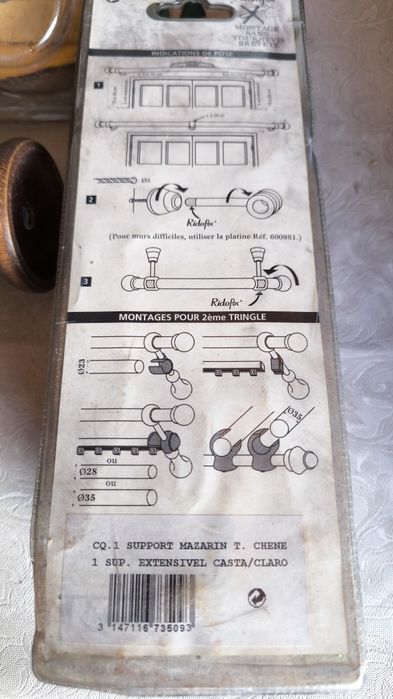 MONTAGE
SANS
TOURNEVIS
BREVETÉ
INDICATIONS DE POSE
1
Ø8
2
Ridofix
(Pour murs difficiles, utiliser la platine Réf. 600981.)
3
Ridofix
MONTAGES POUR 2ème TRINGLE
Ø23
Ø35
ou
Ø28
ou
Ø35
CQ.1 SUPPORT MAZARIN T. CHENE
1 SUP. EXTENSIVEL CASTA/CLARO
3 147116 735093